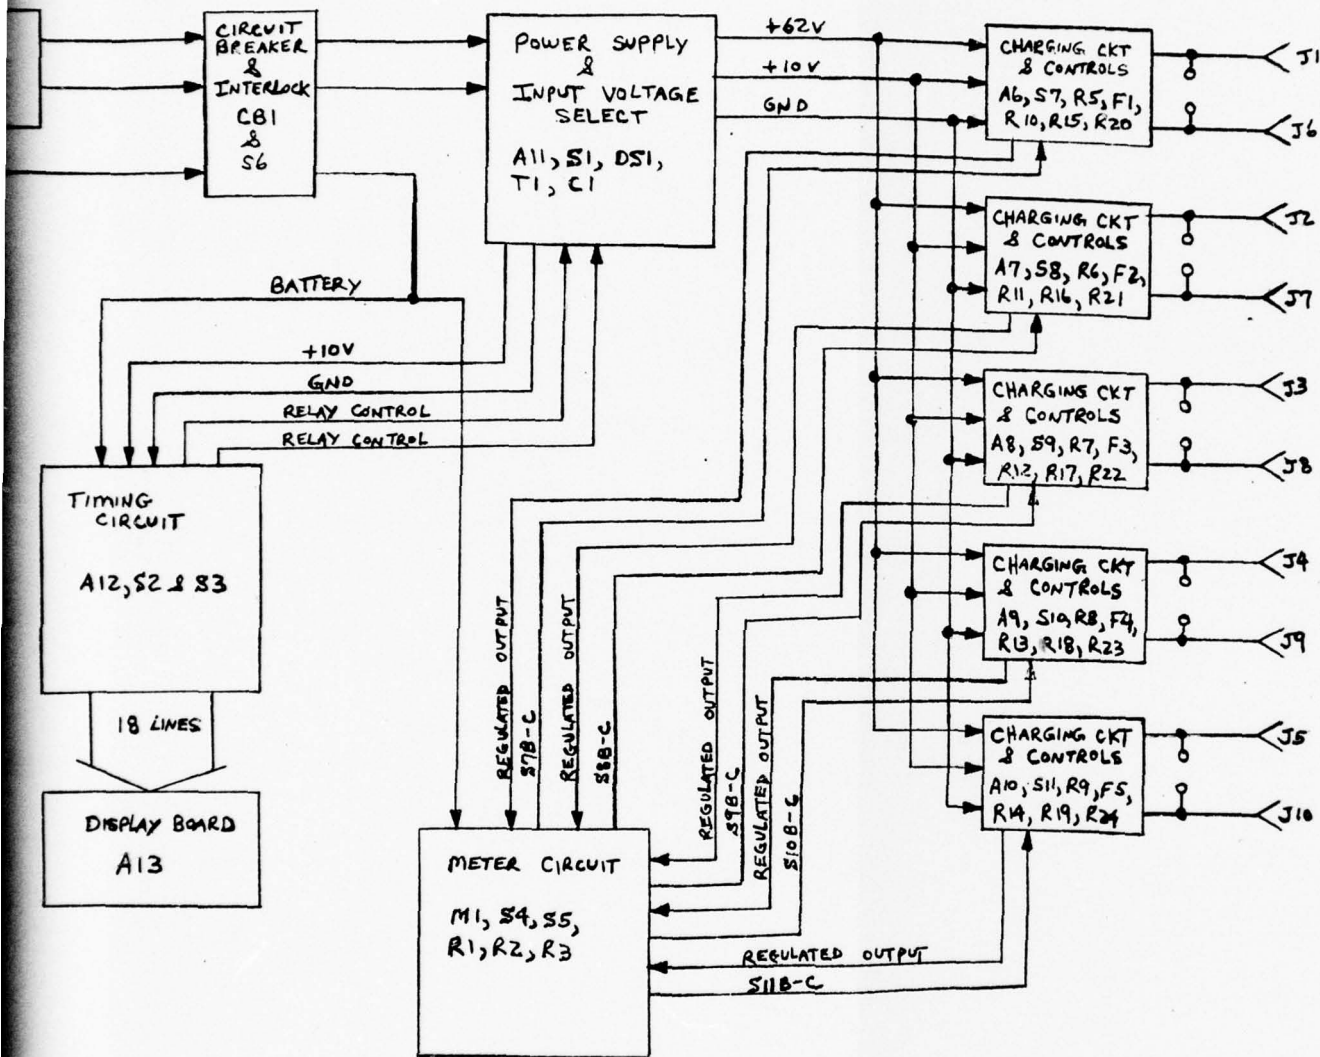 CIRCUIT
BREAKER
&
INTERLOCK
CB1
&
S6
POWER SUPPLY
&
INPUT VOLTAGE
SELECT
A11, S1, DS1,
T1, C1
+62V
+10V
GND
CHARGING CKT
& CONTROLS
A6, S7, R5, F1,
R10, R15, R20
J1
J6
CHARGING CKT
& CONTROLS
A7, S8, R6, F2,
R11, R16, R21
J2
J7
CHARGING CKT
& CONTROLS
A8, S9, R7, F3,
R12, R17, R22
J3
J8
CHARGING CKT
& CONTROLS
A9, S10, R8, F4,
R13, R18, R23
J4
J9
CHARGING CKT
& CONTROLS
A10, S11, R9, F5,
R14, R19, R24
J5
J10
BATTERY
+10V
GND
RELAY CONTROL
RELAY CONTROL
TIMING
CIRCUIT
A12, S2 & S3
18 LINES
DISPLAY BOARD
A13
REGULATED OUTPUT
S7B-C
REGULATED OUTPUT
S8B-C
REGULATED OUTPUT
S9B-C
REGULATED OUTPUT
S10B-C
METER CIRCUIT
M1, S4, S5,
R1, R2, R3
REGULATED OUTPUT
S11B-C